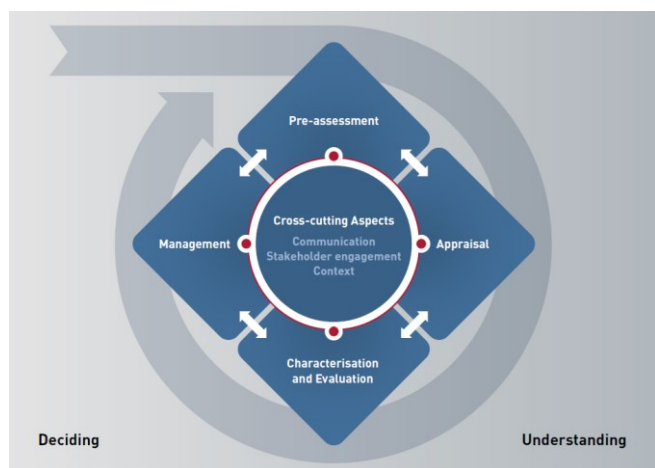 Pre-assessment
Cross-cutting Aspects
Communication
Stakeholder engagement
Context
Management
Appraisal
Characterisation
and Evaluation
Deciding
Understanding